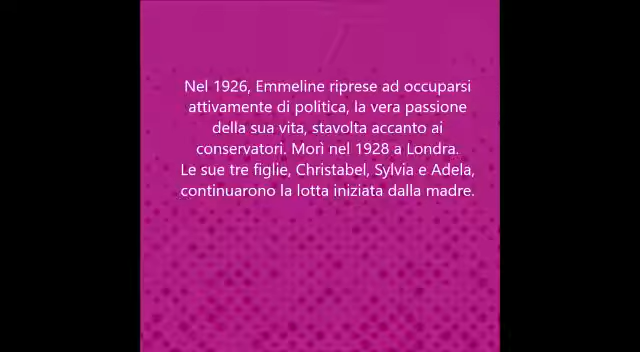 Nel 1926, Emmeline riprese ad occuparsi
attivamente di politica, la vera passione
della sua vita, stavolta accanto ai
conservatori. Morì nel 1928 a Londra.
Le sue tre figlie, Christabel, Sylvia e Adela,
continuarono la lotta iniziata dalla madre.